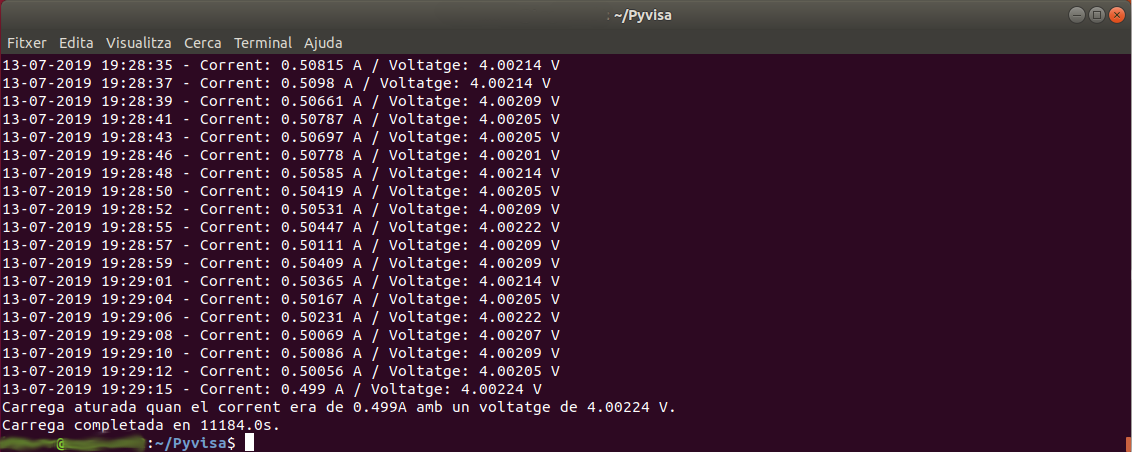 : ~/Pyvisa
Fitxer Edita Visualitza Cerca Terminal Ajuda
13-07-2019 19:28:35 - Corrent: 0.50815 A / Voltatge: 4.00214 V
13-07-2019 19:28:37 - Corrent: 0.5098 A / Voltatge: 4.00214 V
13-07-2019 19:28:39 - Corrent: 0.50661 A / Voltatge: 4.00209 V
13-07-2019 19:28:41 - Corrent: 0.50787 A / Voltatge: 4.00205 V
13-07-2019 19:28:43 - Corrent: 0.50697 A / Voltatge: 4.00205 V
13-07-2019 19:28:46 - Corrent: 0.50778 A / Voltatge: 4.00201 V
13-07-2019 19:28:48 - Corrent: 0.50585 A / Voltatge: 4.00214 V
13-07-2019 19:28:50 - Corrent: 0.50419 A / Voltatge: 4.00205 V
13-07-2019 19:28:52 - Corrent: 0.50531 A / Voltatge: 4.00209 V
13-07-2019 19:28:55 - Corrent: 0.50447 A / Voltatge: 4.00222 V
13-07-2019 19:28:57 - Corrent: 0.50111 A / Voltatge: 4.00209 V
13-07-2019 19:28:59 - Corrent: 0.50409 A / Voltatge: 4.00209 V
13-07-2019 19:29:01 - Corrent: 0.50365 A / Voltatge: 4.00214 V
13-07-2019 19:29:04 - Corrent: 0.50167 A / Voltatge: 4.00205 V
13-07-2019 19:29:06 - Corrent: 0.50231 A / Voltatge: 4.00222 V
13-07-2019 19:29:08 - Corrent: 0.50069 A / Voltatge: 4.00207 V
13-07-2019 19:29:10 - Corrent: 0.50086 A / Voltatge: 4.00209 V
13-07-2019 19:29:12 - Corrent: 0.50056 A / Voltatge: 4.00205 V
13-07-2019 19:29:15 - Corrent: 0.499 A / Voltatge: 4.00224 V
Carrega aturada quan el corrent era de 0.499A amb un voltatge de 4.00224 V.
Carrega completada en 11184.0s.
@:~/Pyvisa$